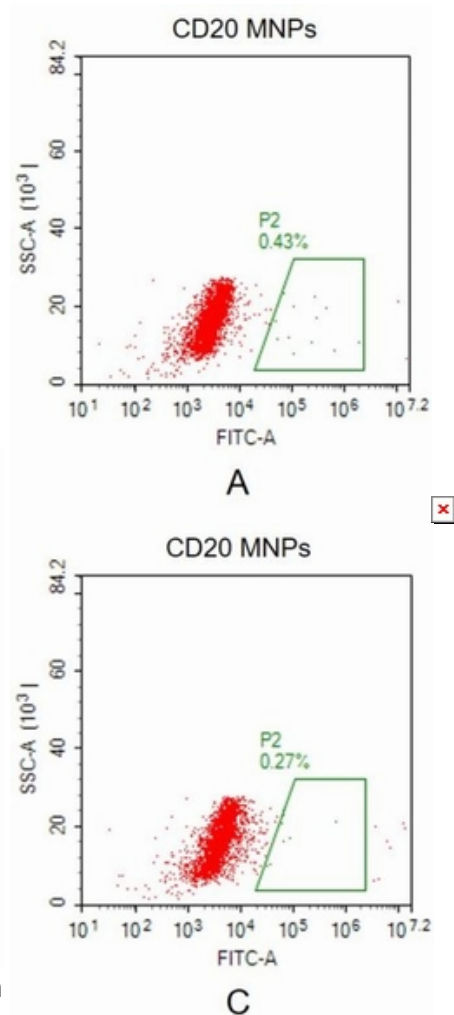 CD20 MNPs
84.2
60
40
20
0
SSC-A (10³)
P2
0.43%
10¹ 10² 10³ 10⁴ 10⁵ 10⁶ 10⁷·²
FITC-A
A
CD20 MNPs
84.2
60
40
20
0
SSC-A (10³)
P2
0.27%
10¹ 10² 10³ 10⁴ 10⁵ 10⁶ 10⁷·²
FITC-A
C